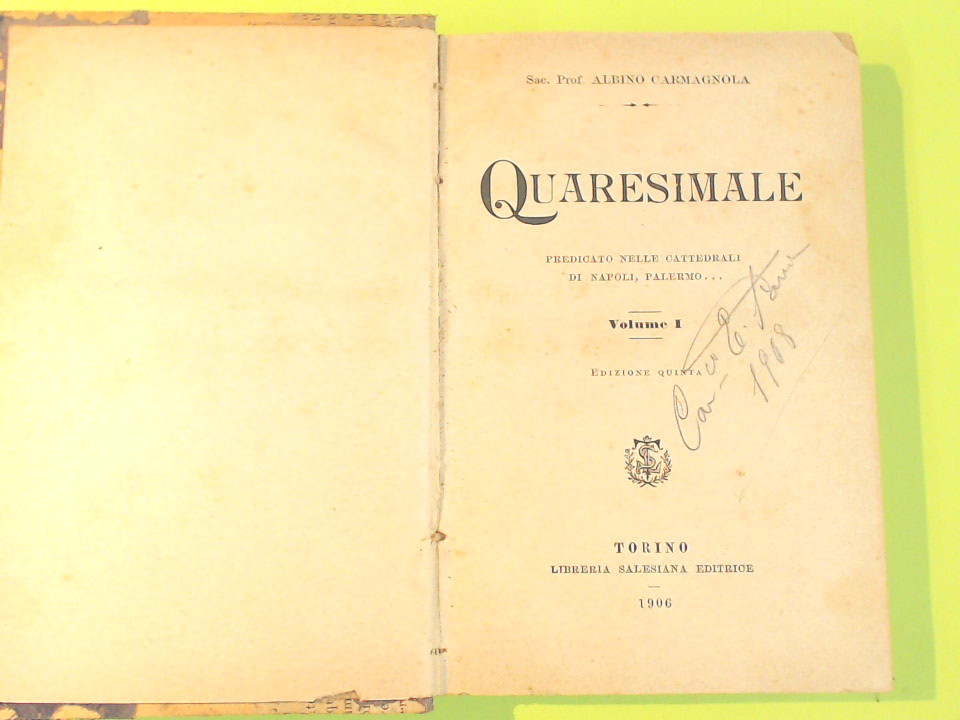 Sac. Prof. ALBINO CARMAGNOLA
QUARESIMALE
PREDICATO NELLE CATTEDRALI
DI NAPOLI, PALERMO...
Volume I
EDIZIONE QUINTA
1908
TORINO
LIBRERIA SALESIANA EDITRICE
1906